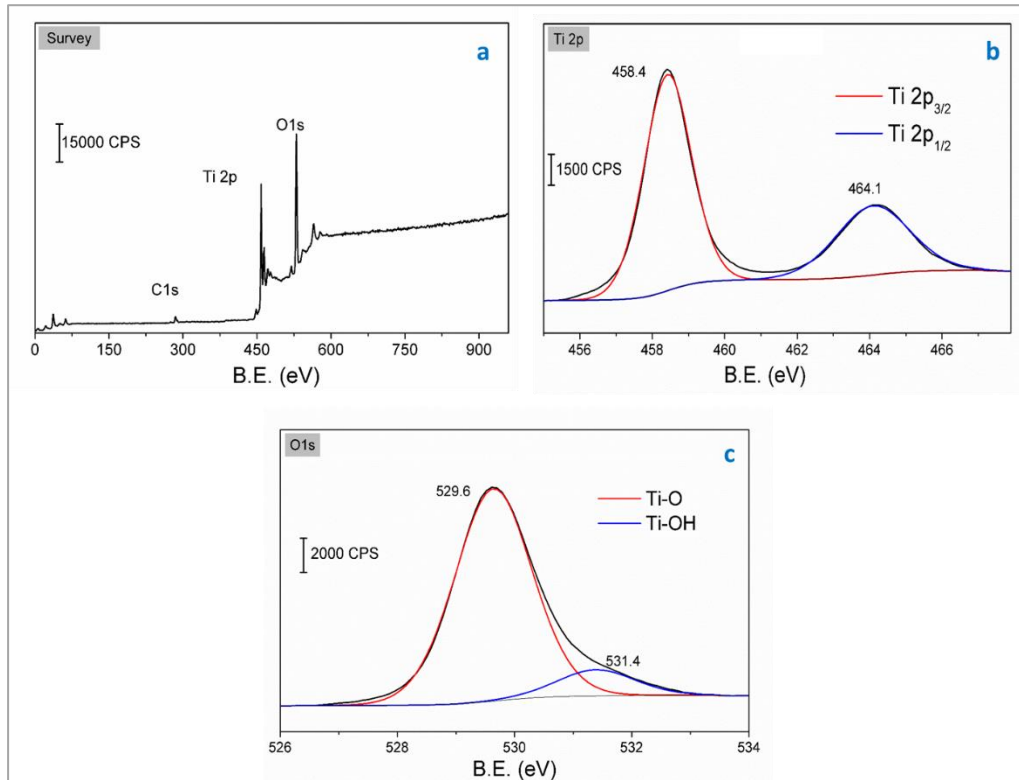 Survey
a
15000 CPS
O1s
Ti 2p
C1s
0 150 300 450 600 750 900
B.E. (eV)
Ti 2p
b
458.4
Ti 2p3/2
Ti 2p1/2
1500 CPS
464.1
456 458 460 462 464 466
B.E. (eV)
O1s
c
529.6
Ti-O
Ti-OH
2000 CPS
531.4
526 528 530 532 534
B.E. (eV)